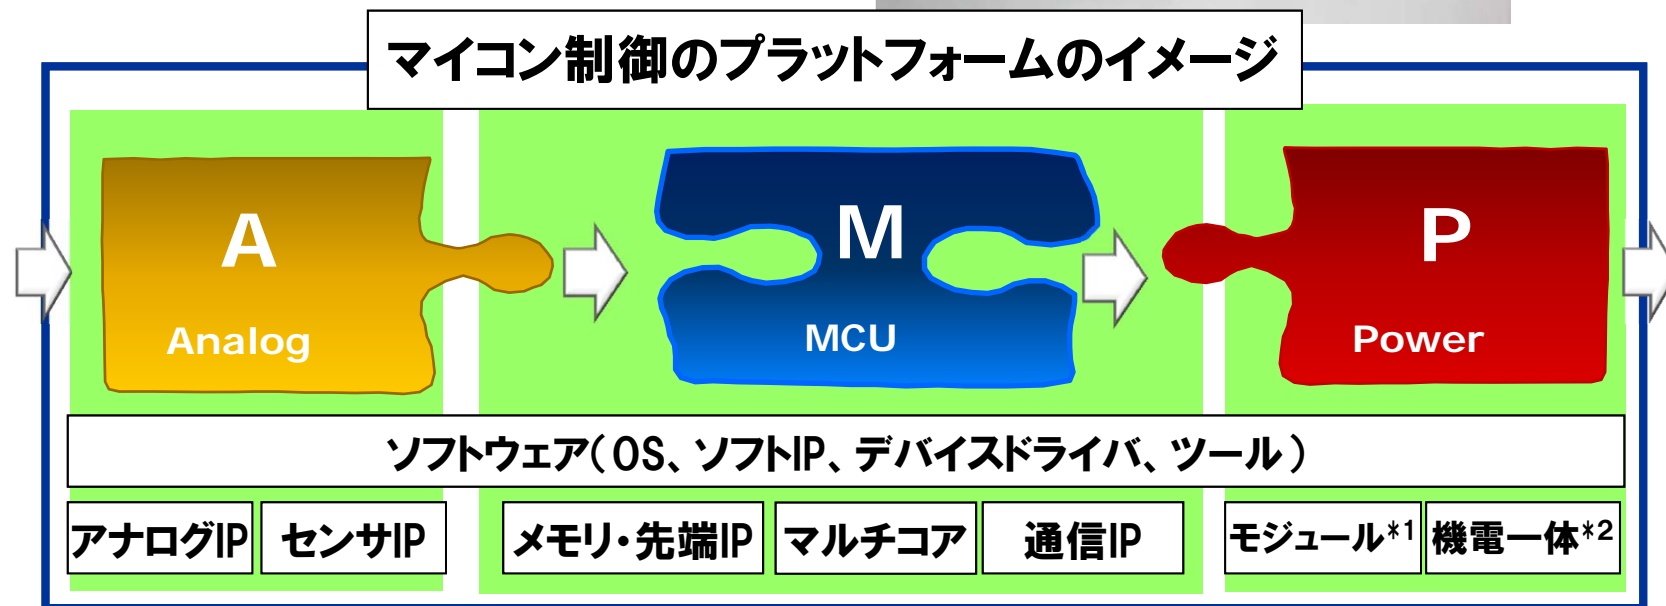 マイコン制御のプラットフォームのイメージ
A
Analog
M
MCU
P
Power
ソフトウェア(OS、ソフトIP、デバイスドライバ、ツール)
アナログIP
センサIP
メモリ・先端IP
マルチコア
通信IP
モジュール*1
機電一体*2